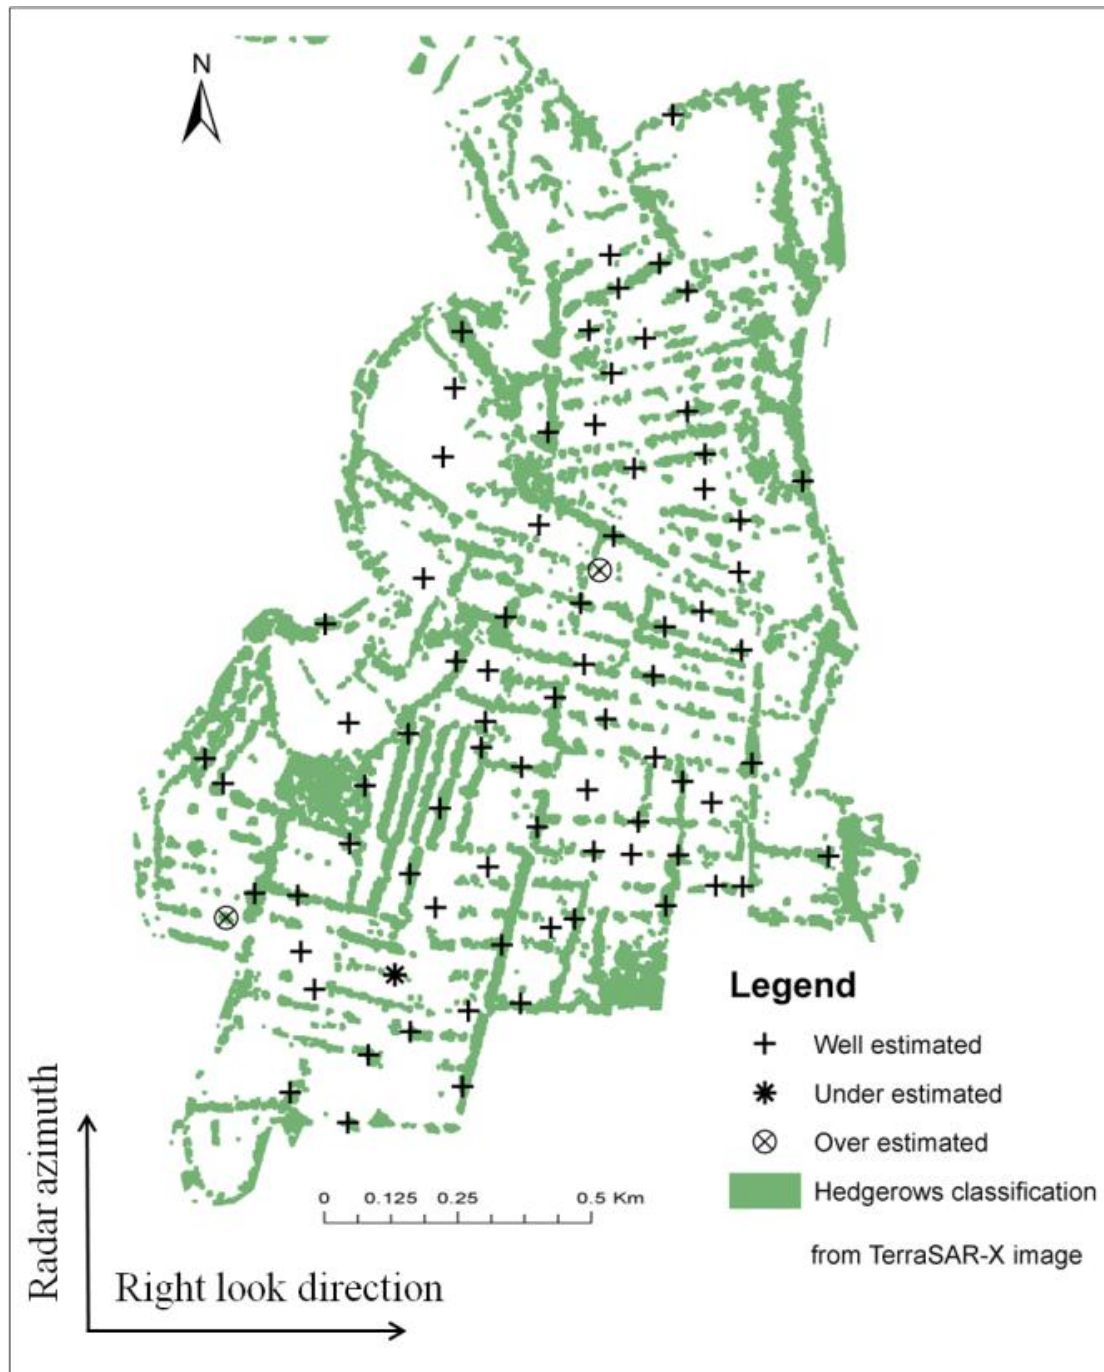 N
Legend
Well estimated
Under estimated
Over estimated
Hedgerows classification
from TerraSAR-X image
0 0.125 0.25 0.5 Km
Radar azimuth
Right look direction